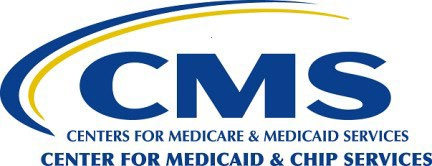 CMS
CENTERS FOR MEDICARE & MEDICAID SERVICES
CENTER FOR MEDICAID & CHIP SERVICES